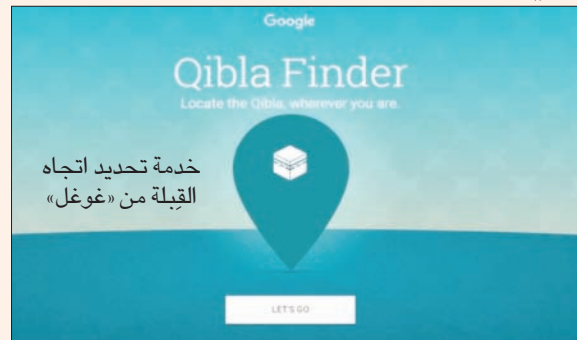 Google
Qibla Finder
Locate the Qibla, wherever you are.
خدمة تحديد اتجاه
القِبلة من «غوغل»
LET'S GO